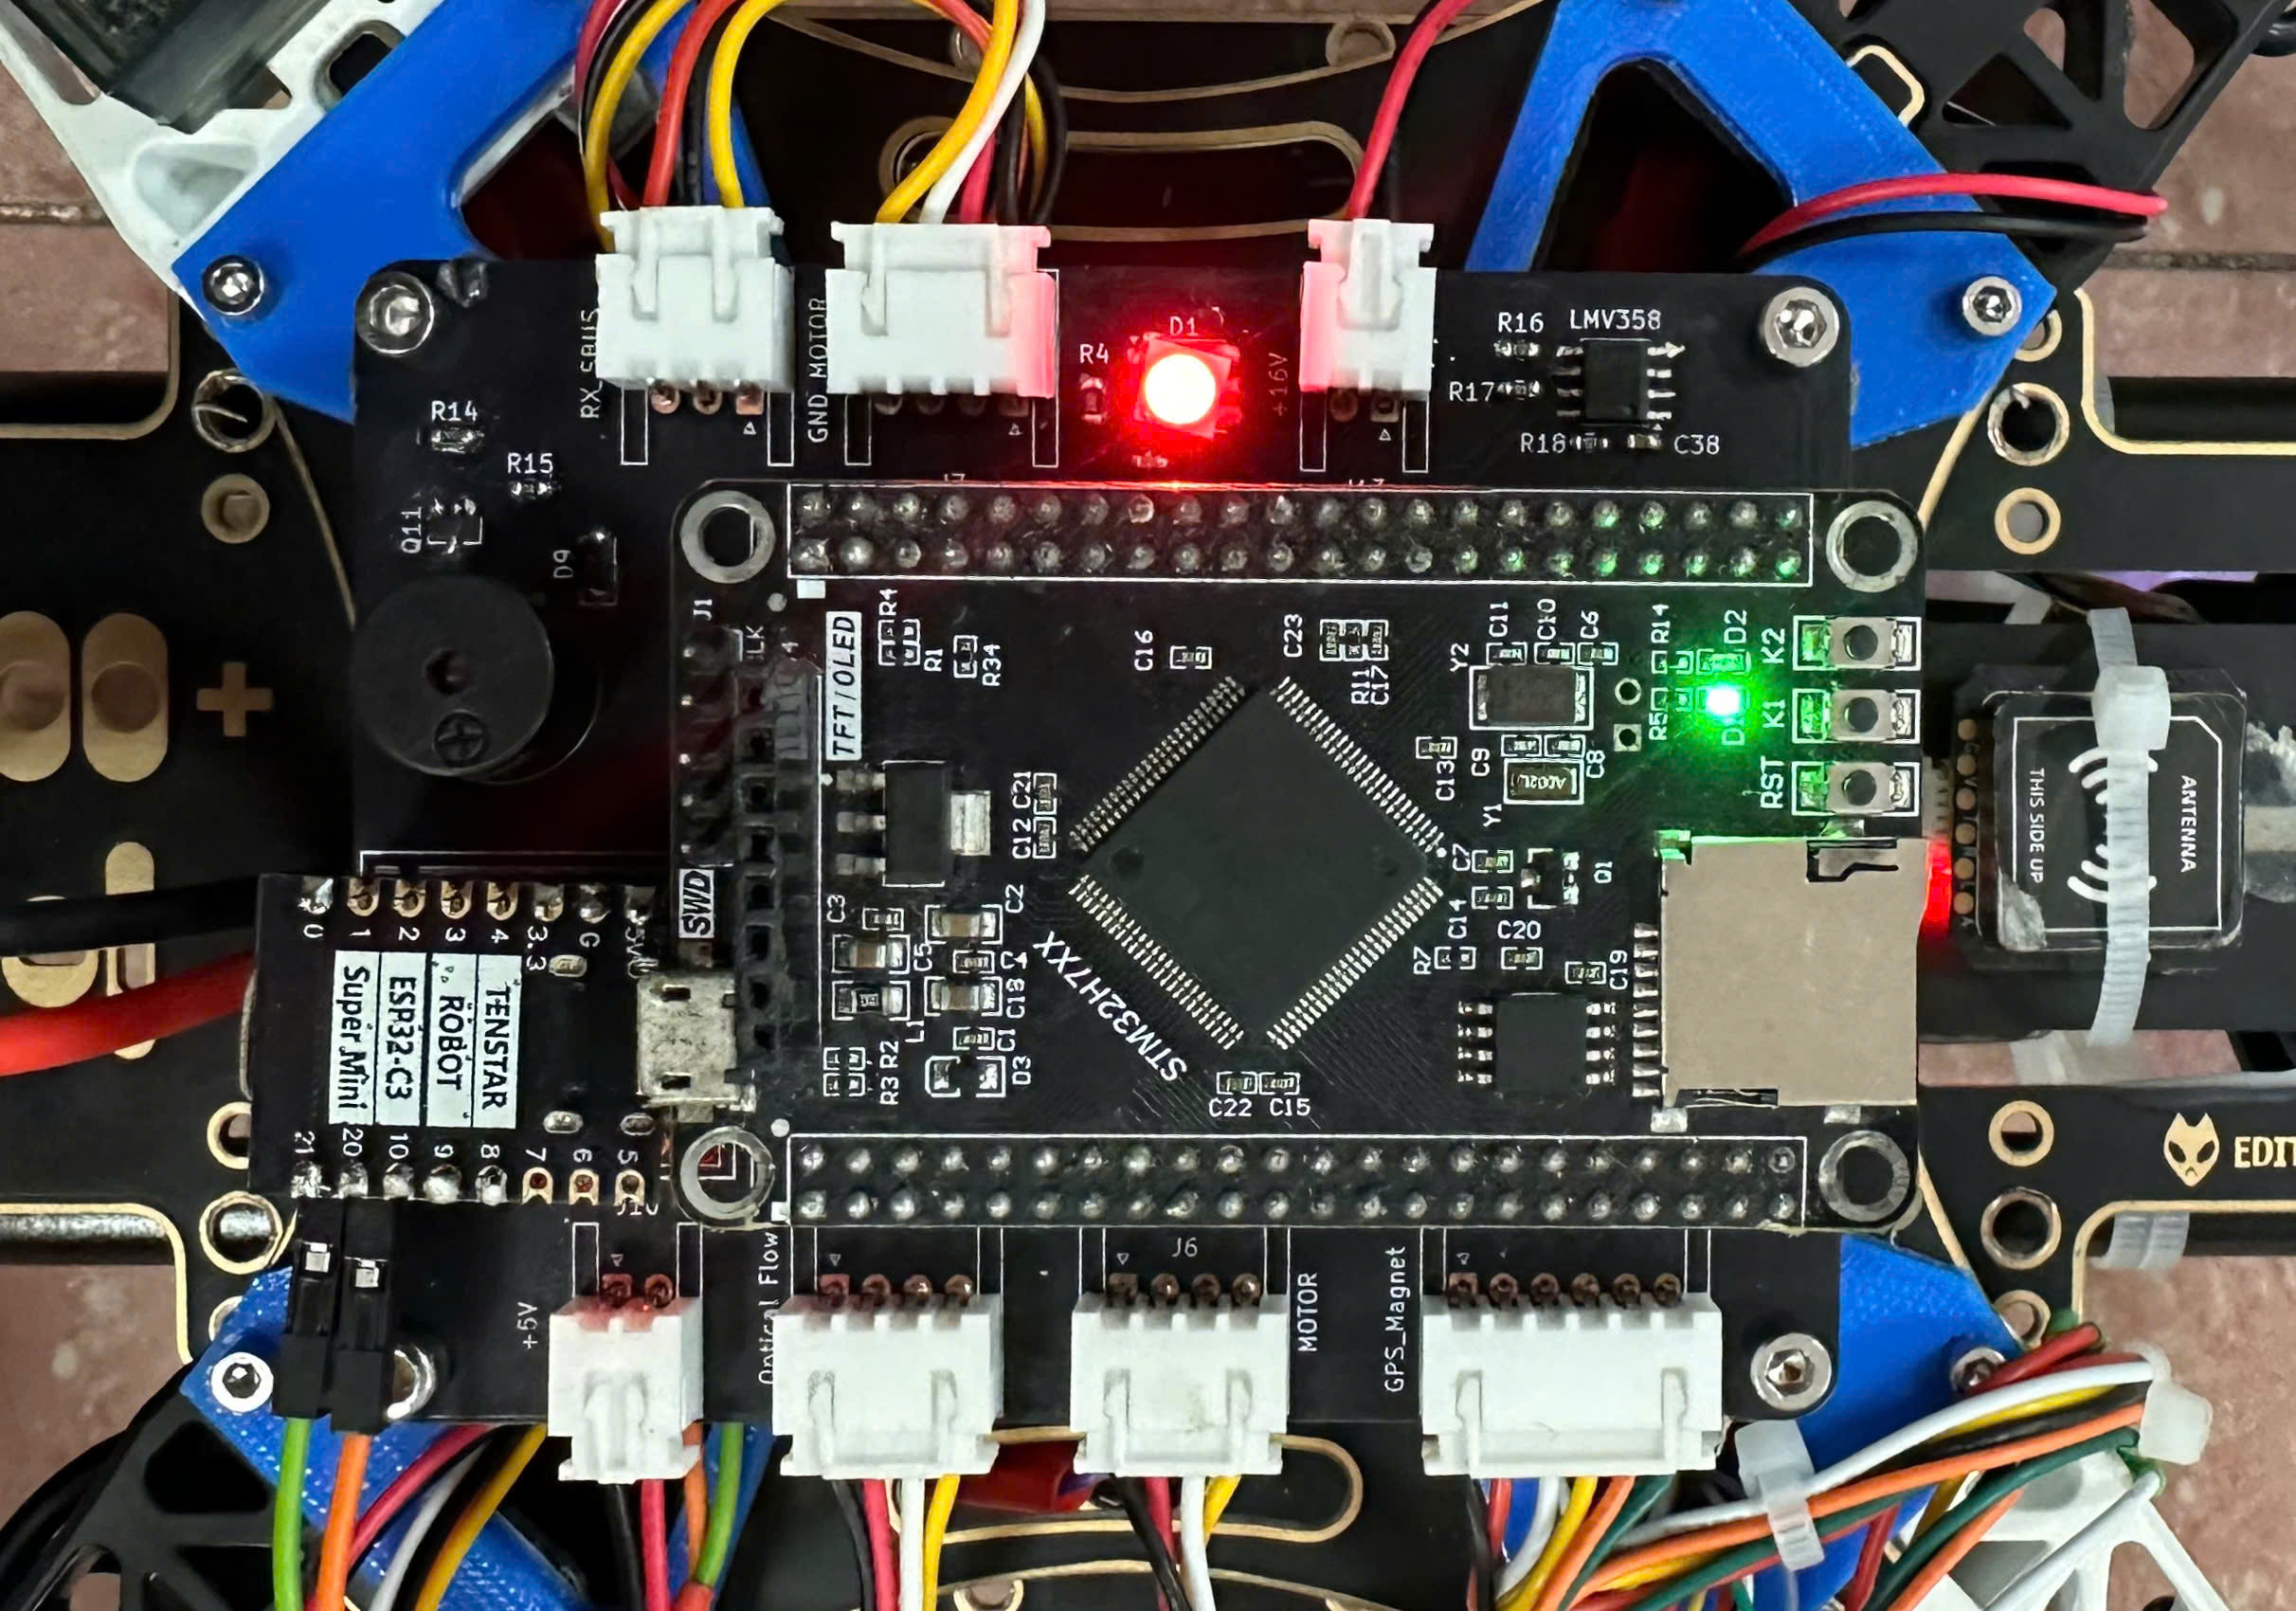 D1
R4
+16V
GND MOTOR
R16
LMV358
R17
R18
C38
R14
R15
Q11
D9
J1
TFT/OLED
R4
R1
R34
C16
C23
R11
C17
Y2
C11
C10
C6
R14
D2
K2
R5
K1
RST
C13
C9
C8
Y1
C21
C12
C7
Q1
C14
C20
R7
C19
SWD
C3
C2
C5
C4
C18
L1
C1
R3
R2
D3
STM32H7XX
C22
C15
0
1
2
3
4
3.3
G
TENSTAR
ROBOT
ESP32-C3
Super Mini
21
20
10
9
8
7
6
5
+5V
Optical Flow
J6
MOTOR
GPS_Magnet
ANTENNA
THIS SIDE UP